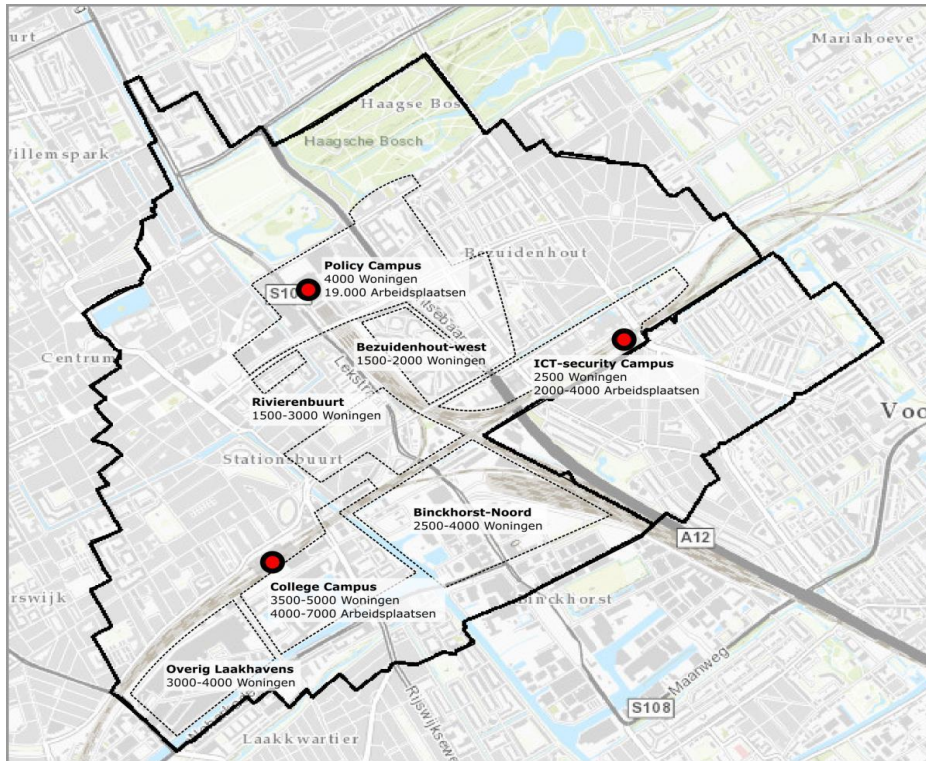 Mariahoeve
Haagse Bos
Haagsche Bosch
Willemspark
Bezuidenhout
Policy Campus
4000 Woningen
19.000 Arbeidsplaatsen
S10
Centrum
Bezuidenhout-west
1500-2000 Woningen
ICT-security Campus
2500 Woningen
2000-4000 Arbeidsplaatsen
Rivierenbuurt
1500-3000 Woningen
Lekstra
Voo
Stationsbuurt
Binckhorst-Noord
2500-4000 Woningen
A12
College Campus
3500-5000 Woningen
4000-7000 Arbeidsplaatsen
erswijk
Binckhorst
Overig Laakhavens
3000-4000 Woningen
Maanweg
S108
Rijswijksewe
Laakkwartier